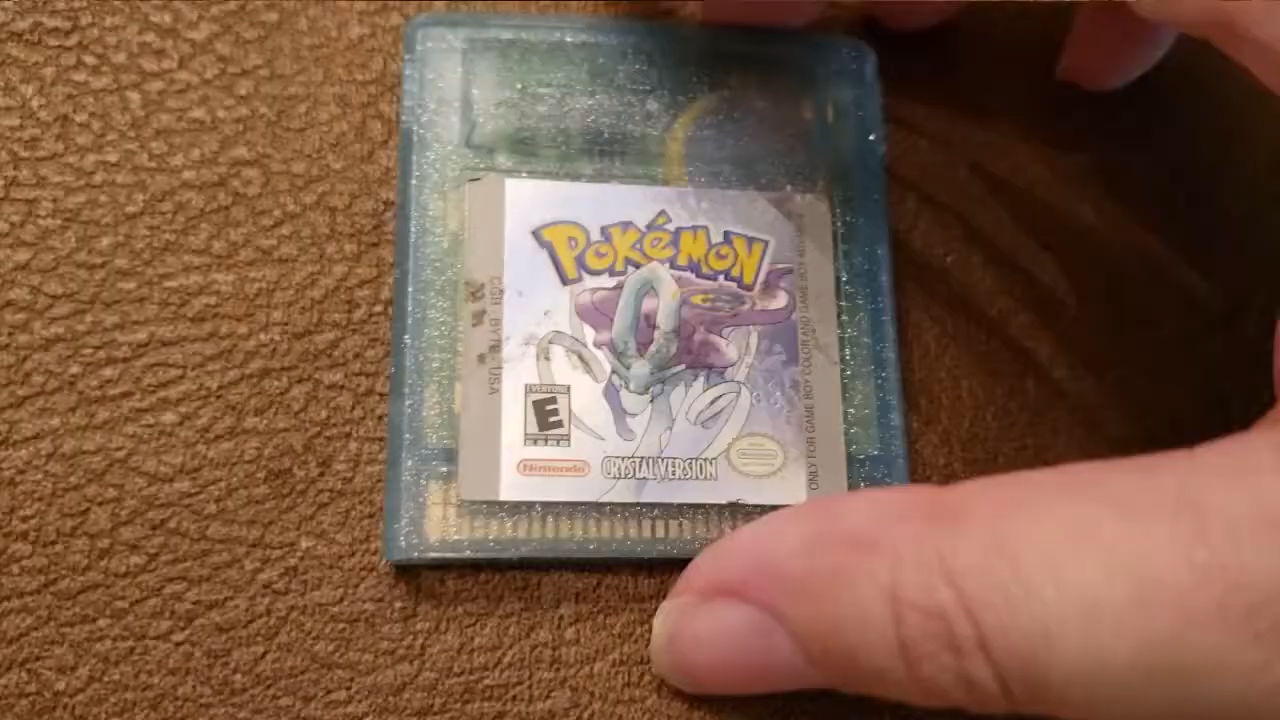 POKéMON
CGB-BYTE-USA
EVERYONE
E
Nintendo
CRYSTAL VERSION
ONLY FOR GAME BOY COLOR AND GAME BOY